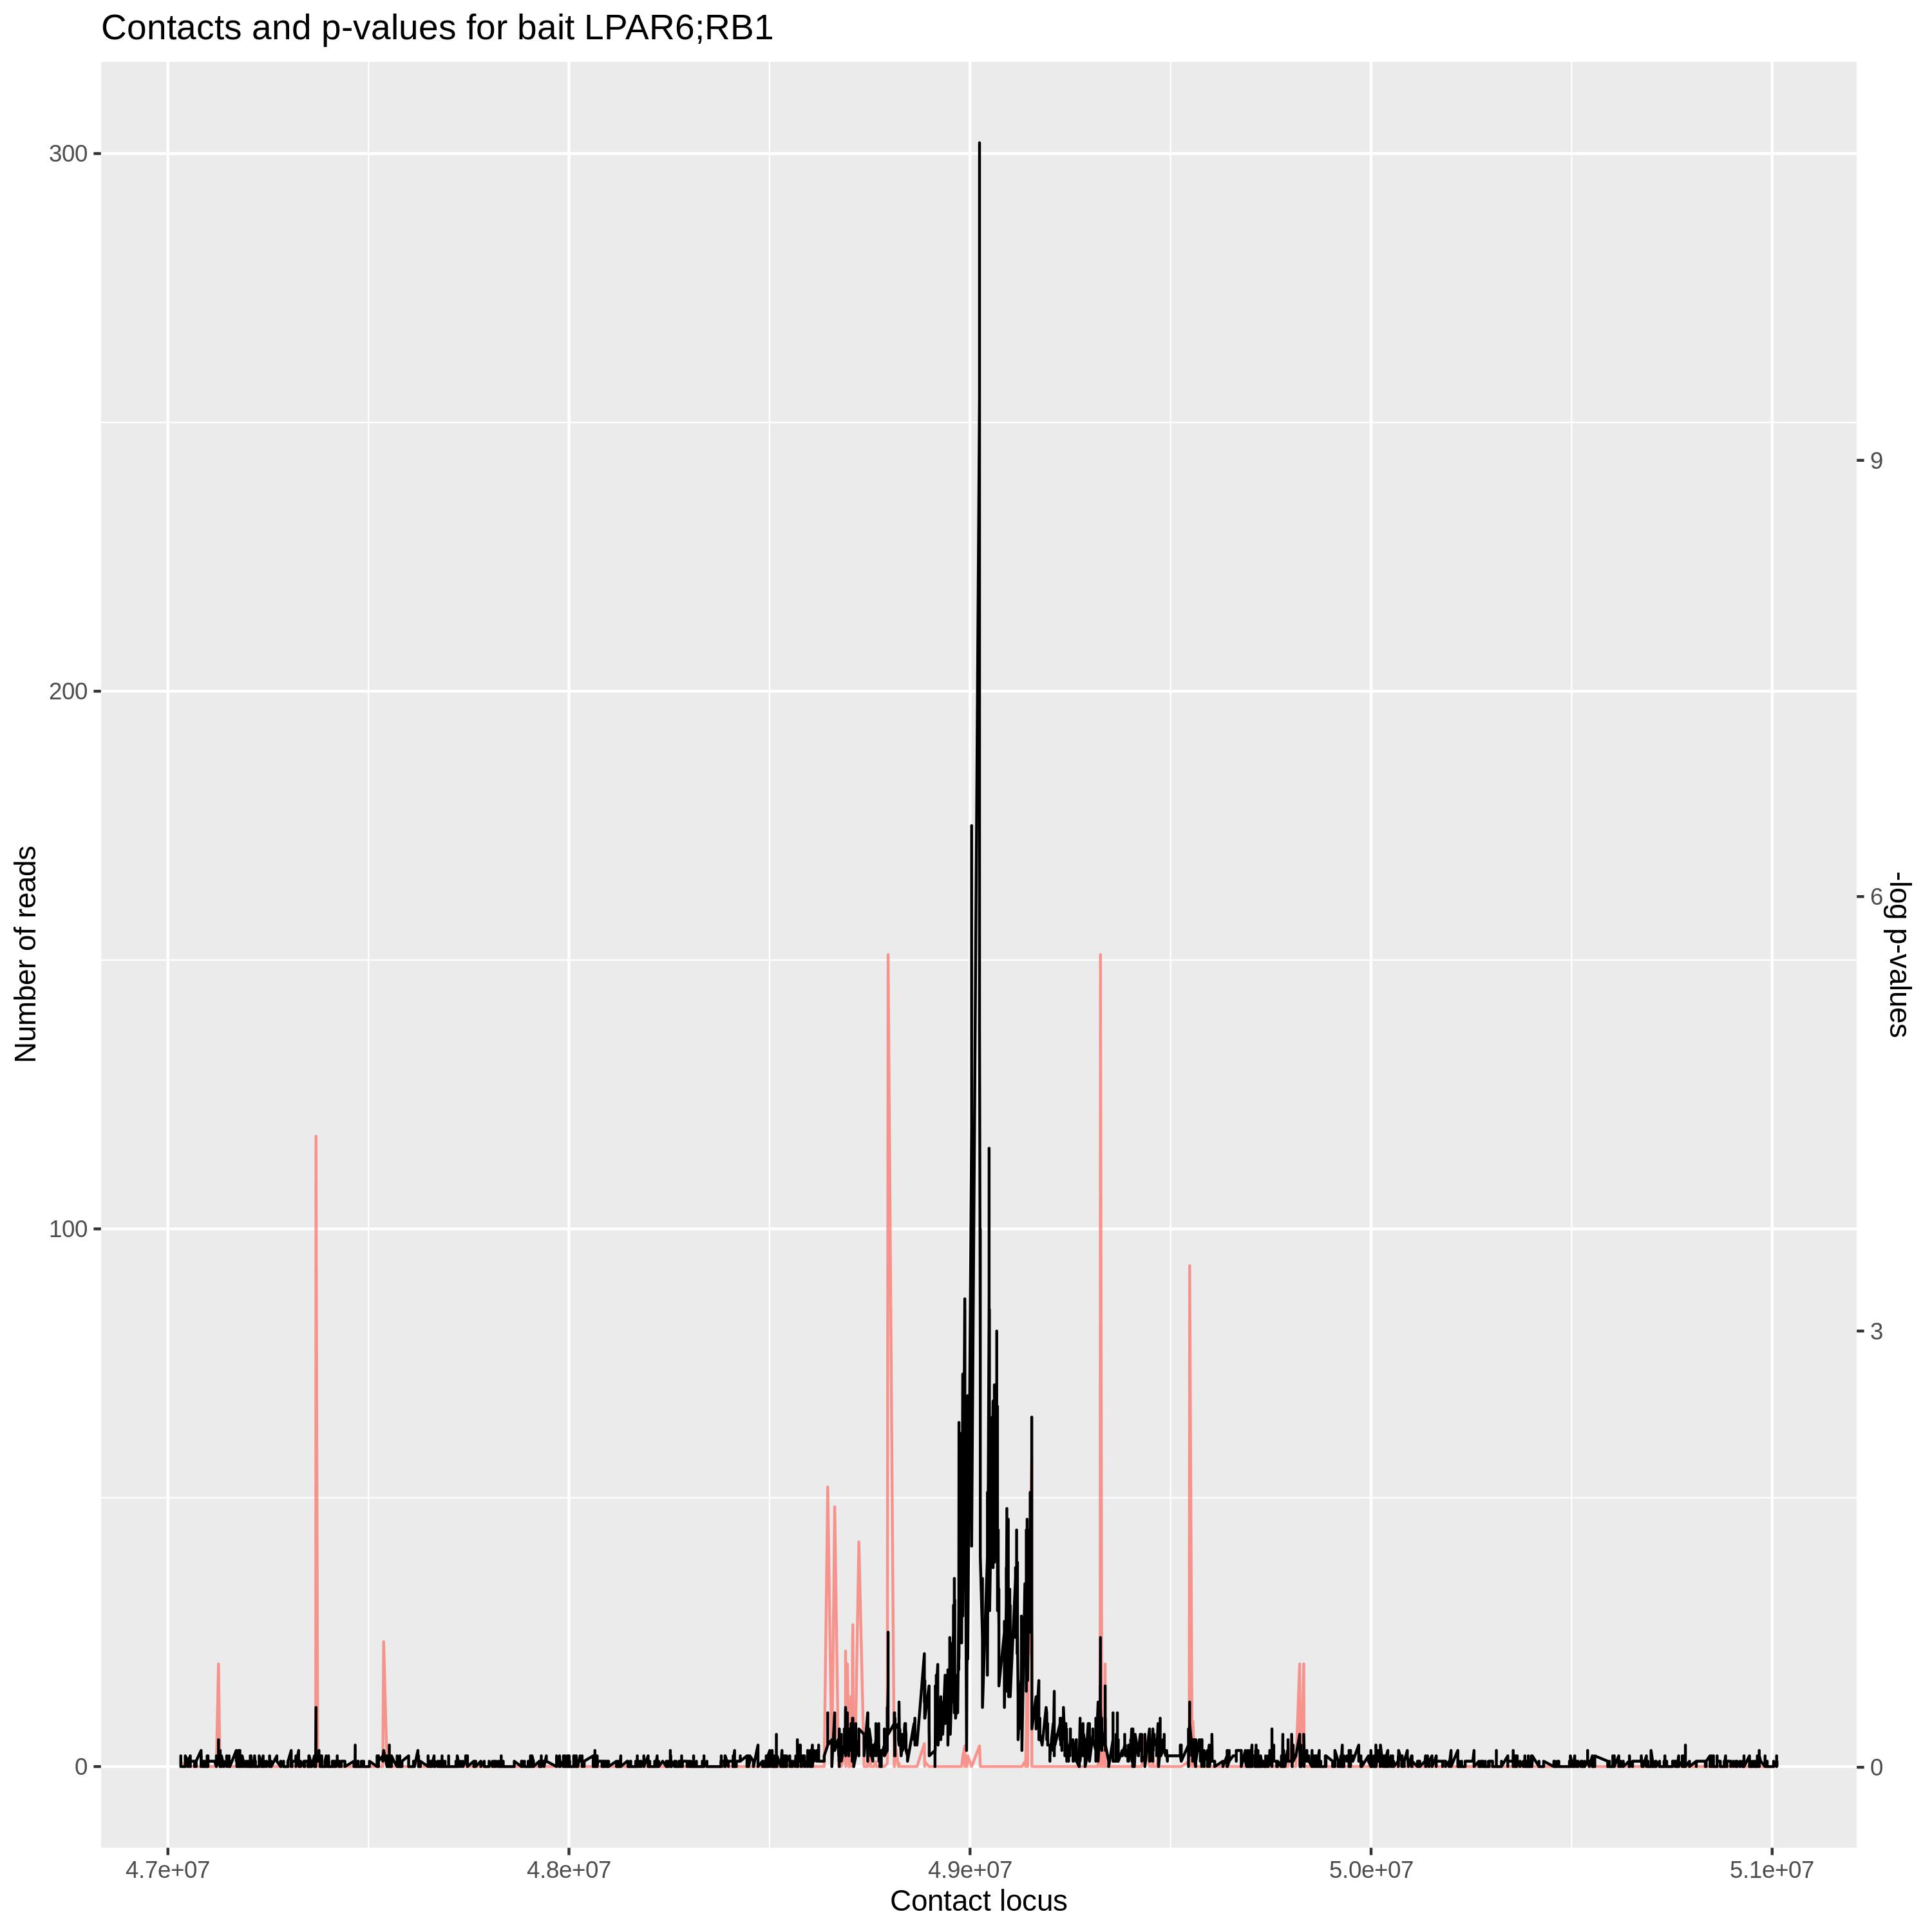 Contacts and p-values for bait LPAR6;RB1
300
200
100
0
Number of reads
9
6
3
0
-log p-values
4.7e+07
4.8e+07
4.9e+07
5.0e+07
5.1e+07
Contact locus